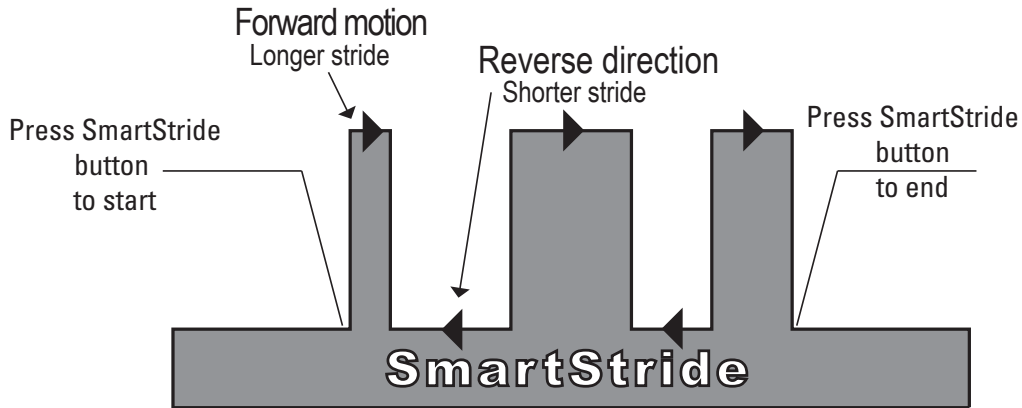 Forward motion
Longer stride
Reverse direction
Shorter stride
Press SmartStride
button
to start
Press SmartStride
button
to end
SmartStride